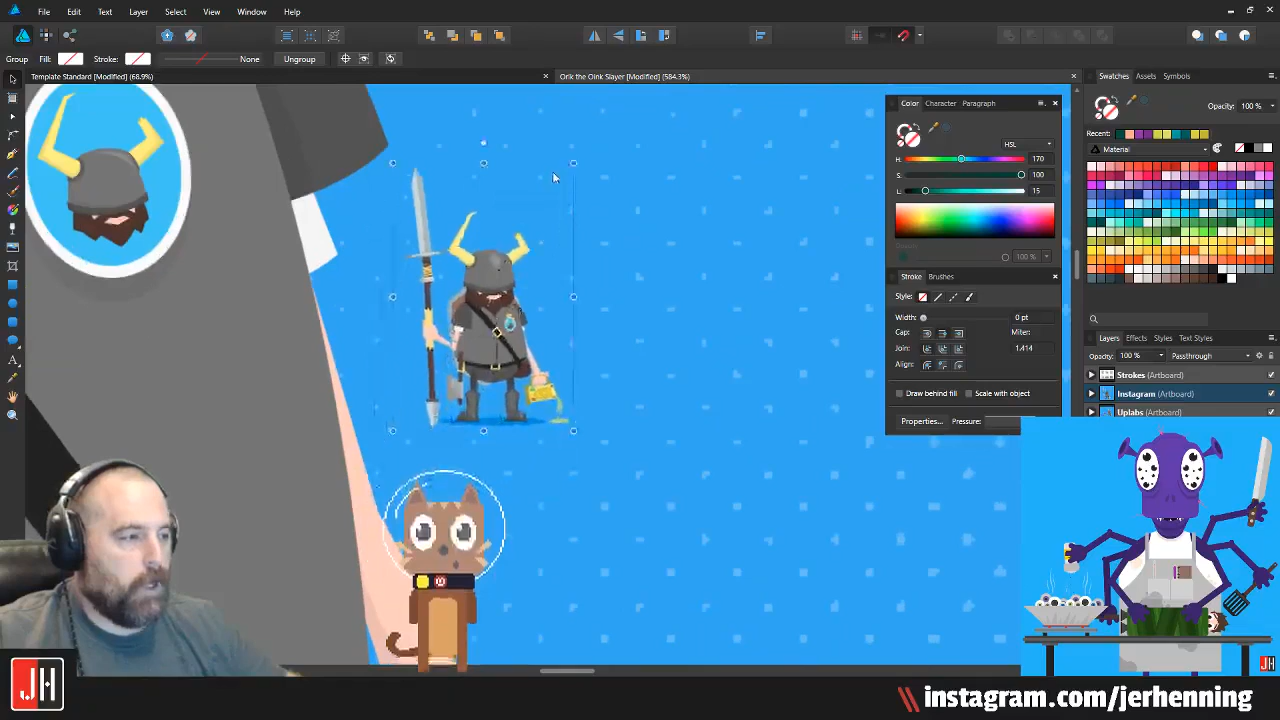 File Edit Text Layer Select View Window Help
Group Fill: Stroke: None Ungroup
Template Standard [Modified] (68.9%) Orik the Oink Slayer [Modified] (584.3%)
Color Character Paragraph
HSL
H: 170
S: 100
L: 15
100 %
Stroke Brushes
Style:
Width: 0 pt
Cap: Miter:
Join: 1.414
Align:
Draw behind fill Scale with object
Properties... Pressure:
Swatches Assets Symbols
Opacity: 100 %
Recent:
Material
Layers Effects Styles Text Styles
Opacity: 100 % Passthrough
Strokes (Artboard)
Instagram (Artboard)
Uplabs (Artboard)
JH
JH
\\ instagram.com/jerhenning